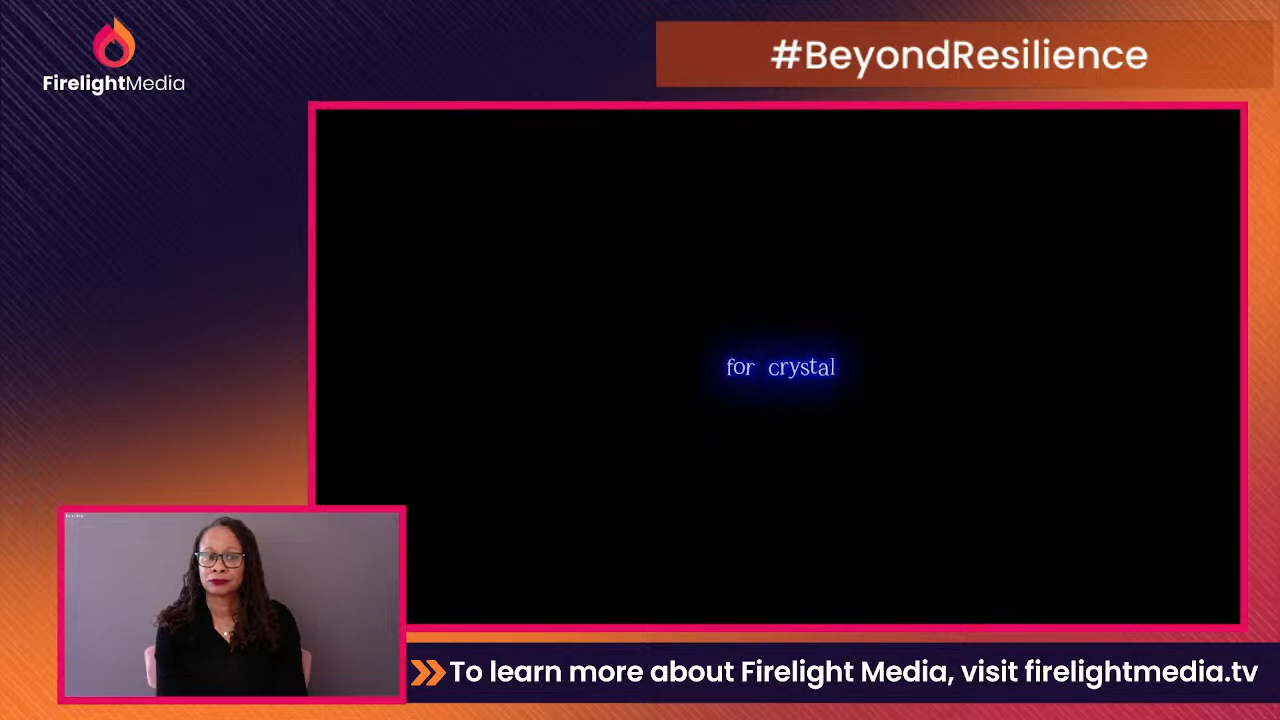 FirelightMedia
#BeyondResilience
for crystal
To learn more about Firelight Media, visit firelightmedia.tv